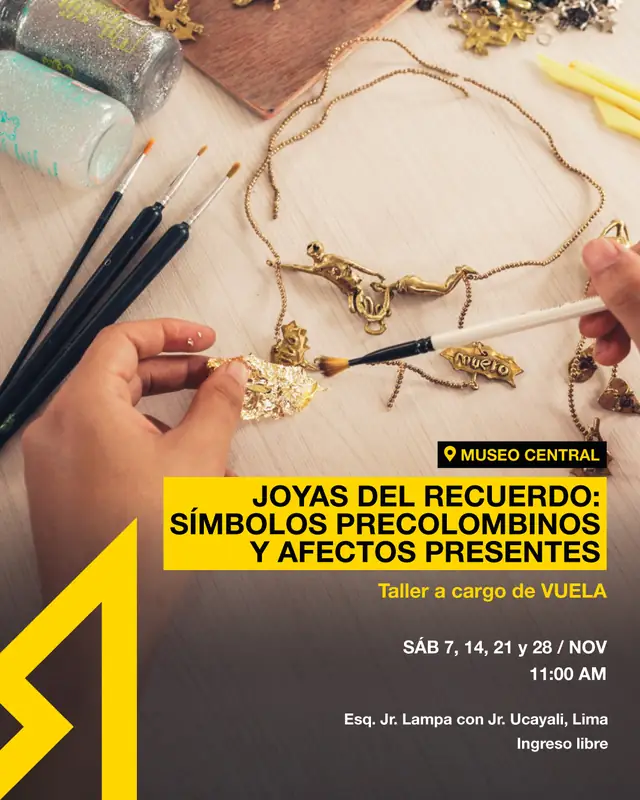 MUSEO CENTRAL
JOYAS DEL RECUERDO:
SÍMBOLOS PRECOLOMBINOS
Y AFECTOS PRESENTES
Taller a cargo de VUELA
SÁB 7, 14, 21 y 28 / NOV
11:00 AM
Esq. Jr. Lampa con Jr. Ucayali, Lima
Ingreso libre